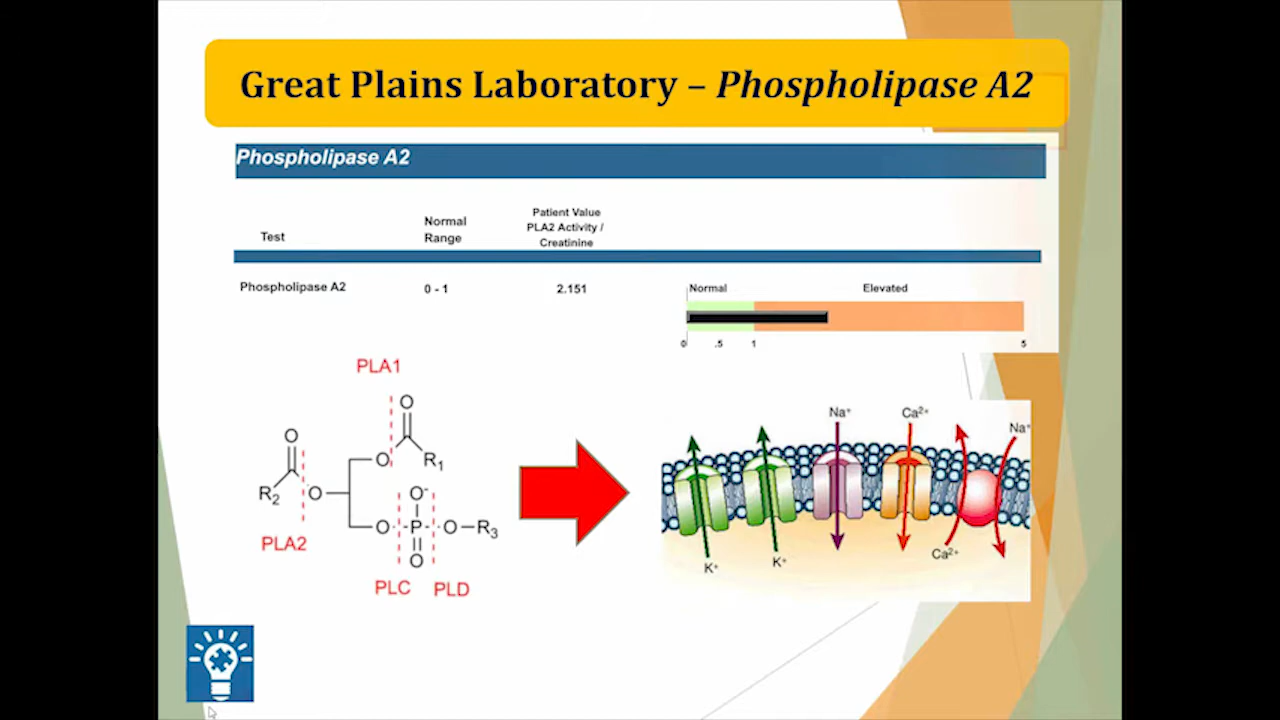 Great Plains Laboratory – Phospholipase A2
Phospholipase A2
Test
Normal
Range
Patient Value
PLA2 Activity /
Creatinine
Phospholipase A2
0 - 1
2.151
Normal
Elevated
0 .5 1 5
PLA1
O
O
O
R1
R2
O
O-
O
P
O
R3
O
PLA2
PLC
PLD
Na+
Ca2+
Na+
K+
K+
Ca2+